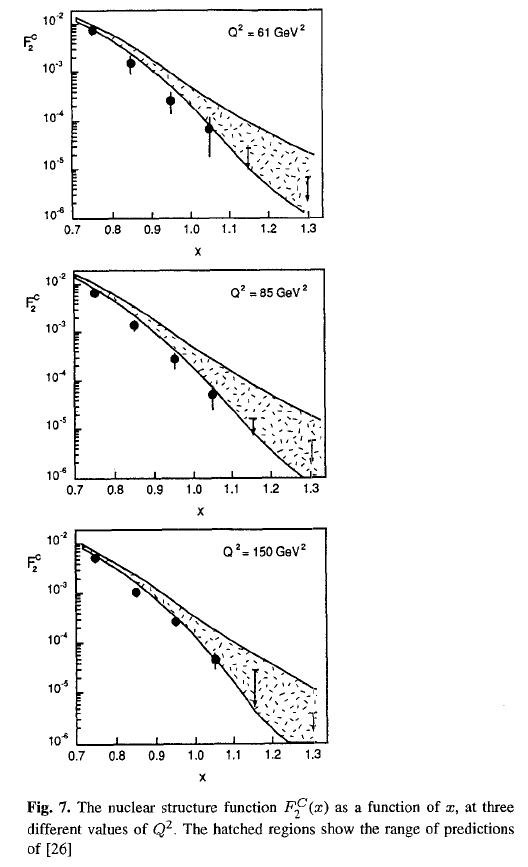 10⁻²
F₂ᶜ
Q² = 61 GeV²
10⁻³
10⁻⁴
10⁻⁵
10⁻⁶
0.7 0.8 0.9 1.0 1.1 1.2 1.3
x
10⁻²
F₂ᶜ
Q² = 85 GeV²
10⁻³
10⁻⁴
10⁻⁵
10⁻⁶
0.7 0.8 0.9 1.0 1.1 1.2 1.3
x
10⁻²
F₂ᶜ
Q² = 150 GeV²
10⁻³
10⁻⁴
10⁻⁵
10⁻⁶
0.7 0.8 0.9 1.0 1.1 1.2 1.3
x
Fig. 7. The nuclear structure function F₂ᶜ(x) as a function of x, at three
different values of Q². The hatched regions show the range of predictions
of [26]